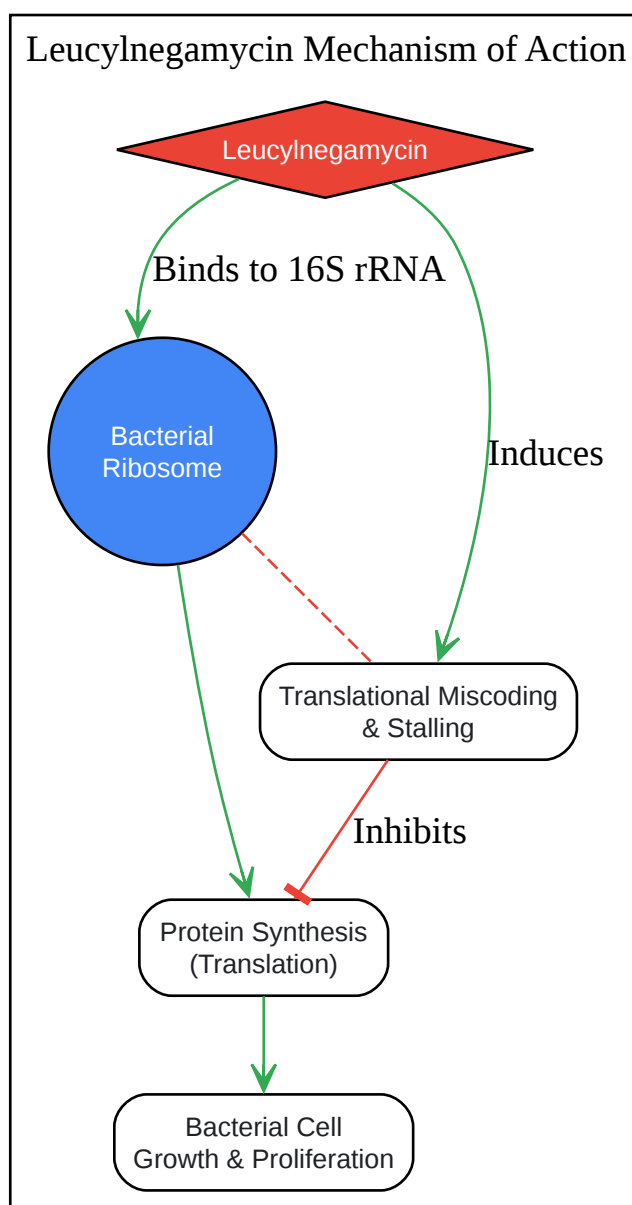 Leucylnegamycin Mechanism of Action
Leucylnegamycin
Binds to 16S rRNA
Bacterial
Ribosome
Induces
Translational Miscoding
& Stalling
Inhibits
Protein Synthesis
(Translation)
Bacterial Cell
Growth & Proliferation